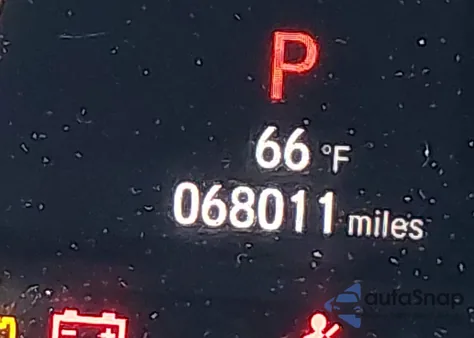 P
66 °F
068011 miles
autoSnap